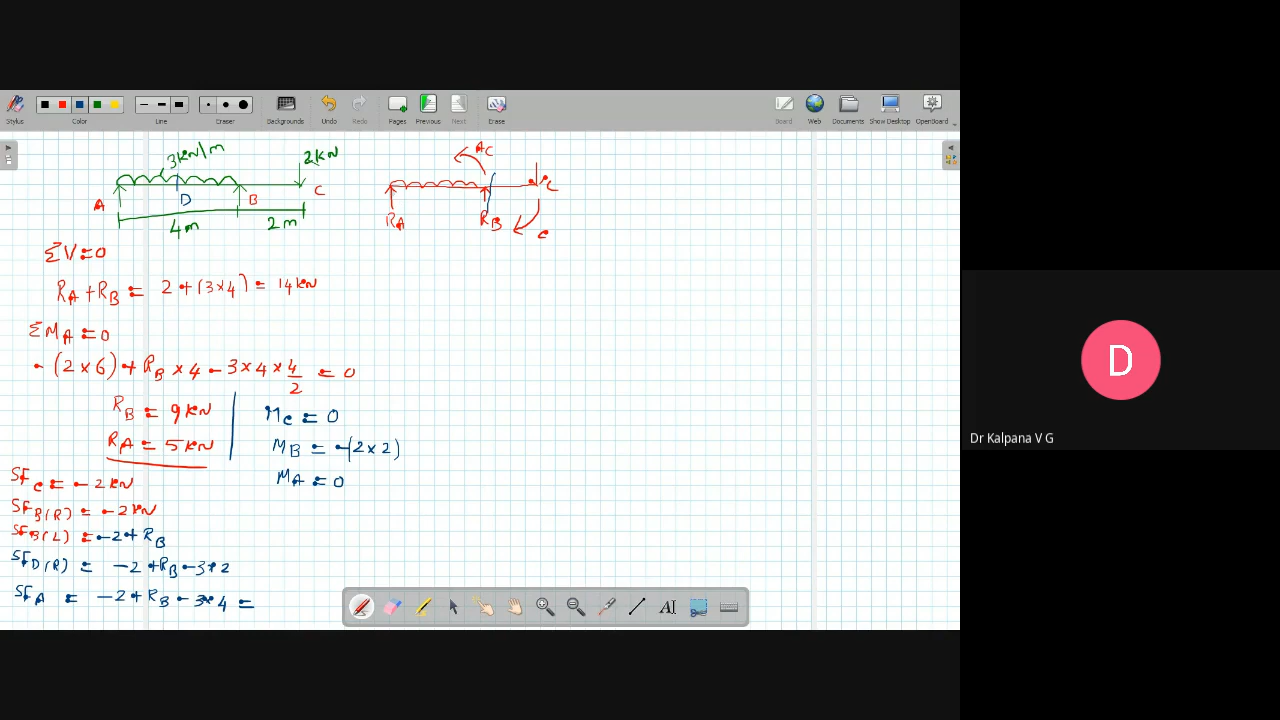 Stylus
Color
Line
Eraser
Backgrounds
Undo
Redo
Pages
Previous
Next
Erase
Board
Web
Documents
Show Desktop
OpenBoard
3kN/m
2kN
A
D
B
C
4m
2m
AC
C
RA
RB
c
ΣV=0
RA+RB = 2+(3×4) = 14kN
ΣMA=0
-(2×6)+RB×4-3×4×4/2 = 0
RB = 9kN
RA = 5kN
Mc = 0
MB = -(2×2)
MA = 0
SFc = -2kN
SFB(R) = -2kN
SFB(L) = -2+RB
SFD(R) = -2+RB-3*2
SFA = -2+RB-3*4 =
D
Dr Kalpana V G